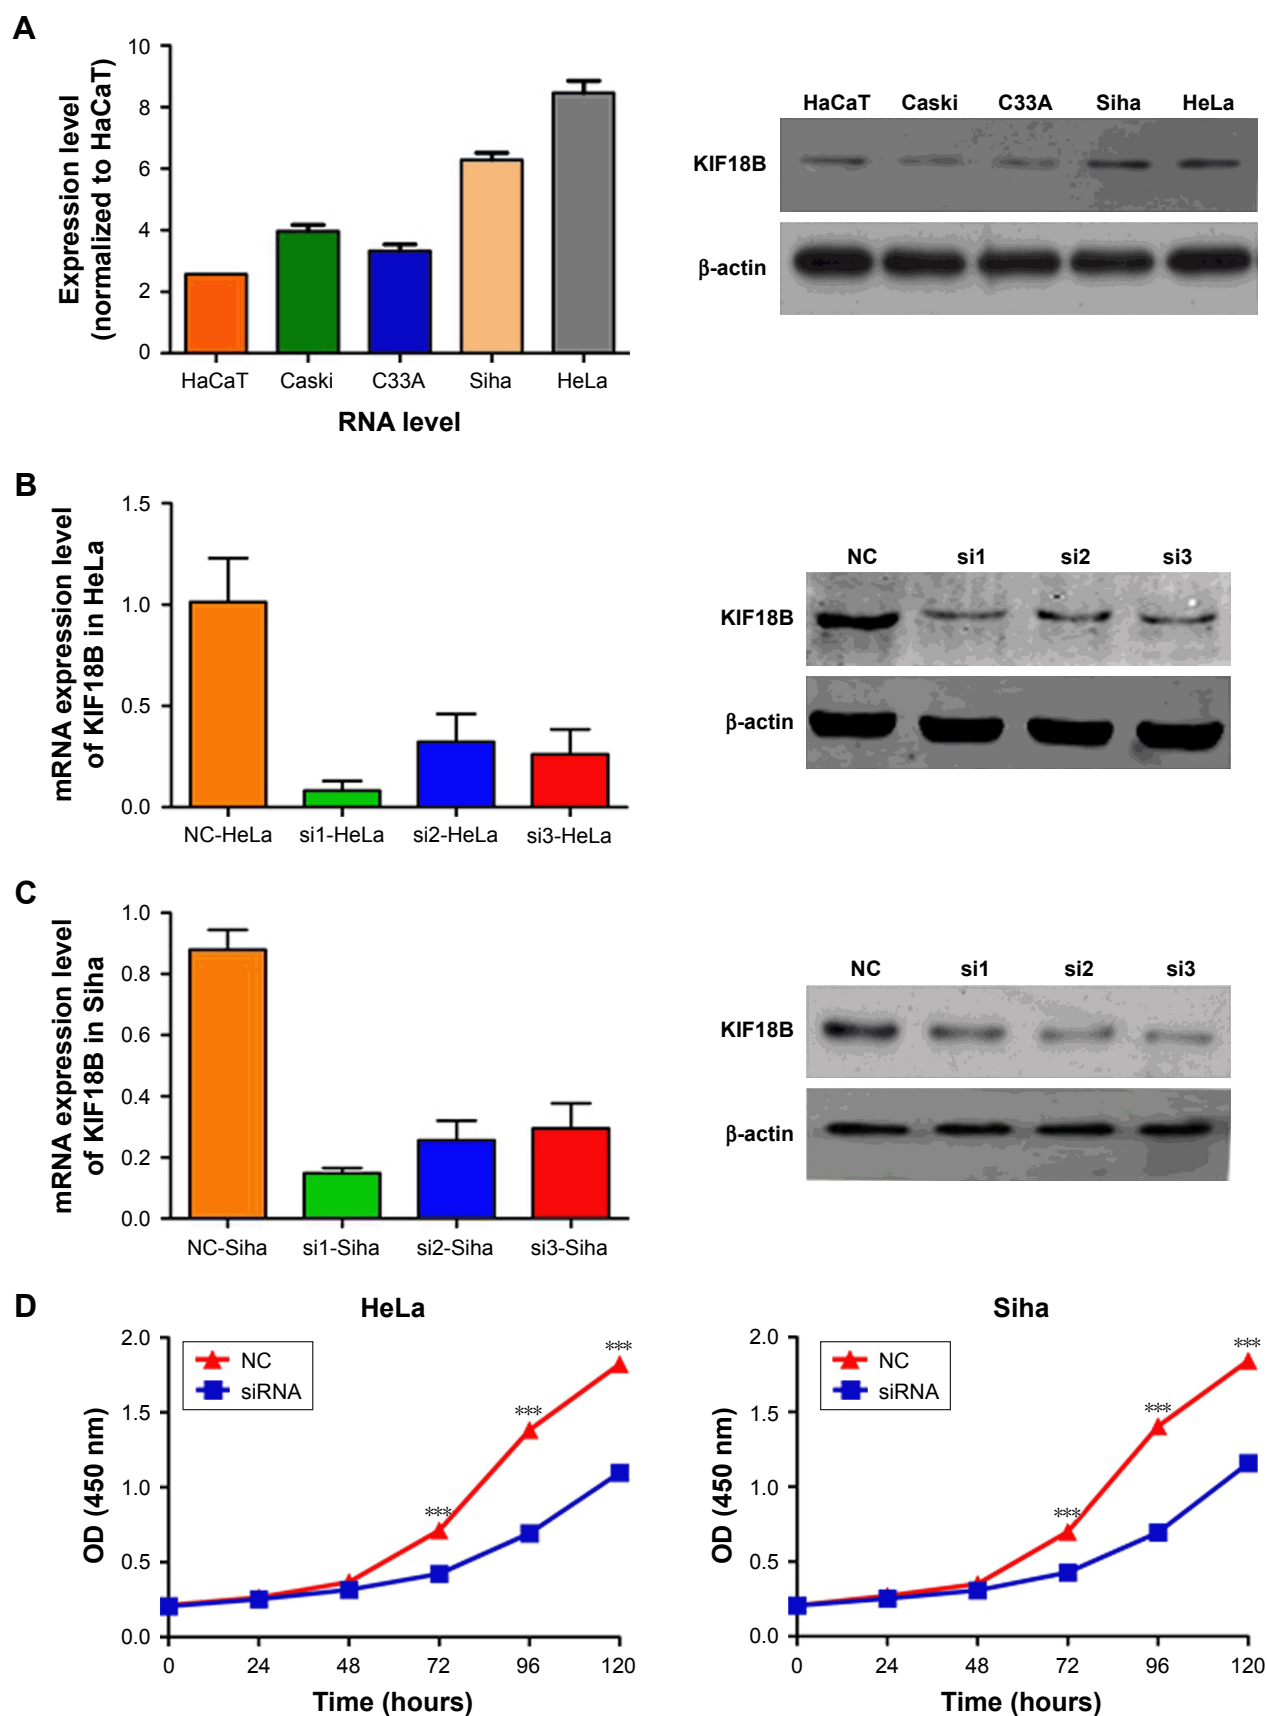 A
Expression level
(normalized to HaCaT)
10
8
6
4
2
0
HaCaT Caski C33A Siha HeLa
RNA level
HaCaT Caski C33A Siha HeLa
KIF18B
β-actin
B
mRNA expression level
of KIF18B in HeLa
1.5
1.0
0.5
0.0
NC-HeLa si1-HeLa si2-HeLa si3-HeLa
NC si1 si2 si3
KIF18B
β-actin
C
mRNA expression level
of KIF18B in Siha
1.0
0.8
0.6
0.4
0.2
0.0
NC-Siha si1-Siha si2-Siha si3-Siha
NC si1 si2 si3
KIF18B
β-actin
D
HeLa
OD (450 nm)
2.0
1.5
1.0
0.5
0.0
NC
siRNA
***
***
***
0 24 48 72 96 120
Time (hours)
Siha
OD (450 nm)
2.0
1.5
1.0
0.5
0.0
NC
siRNA
***
***
***
0 24 48 72 96 120
Time (hours)